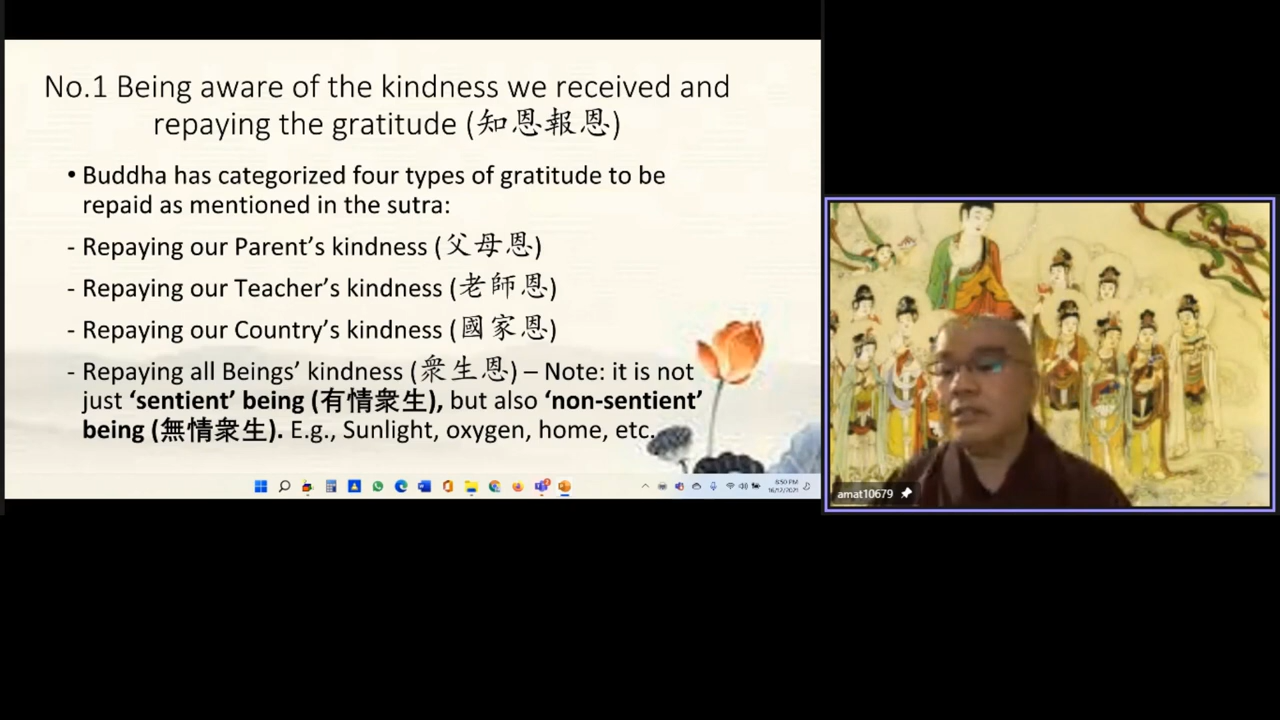 No.1 Being aware of the kindness we received and
repaying the gratitude (知恩報恩)
• Buddha has categorized four types of gratitude to be
repaid as mentioned in the sutra:
- Repaying our Parent’s kindness (父母恩)
- Repaying our Teacher’s kindness (老師恩)
- Repaying our Country’s kindness (國家恩)
- Repaying all Beings’ kindness (衆生恩) – Note: it is not
just ‘sentient’ being (有情衆生), but also ‘non-sentient’
being (無情衆生). E.g., Sunlight, oxygen, home, etc.
8:50 PM
amat10679